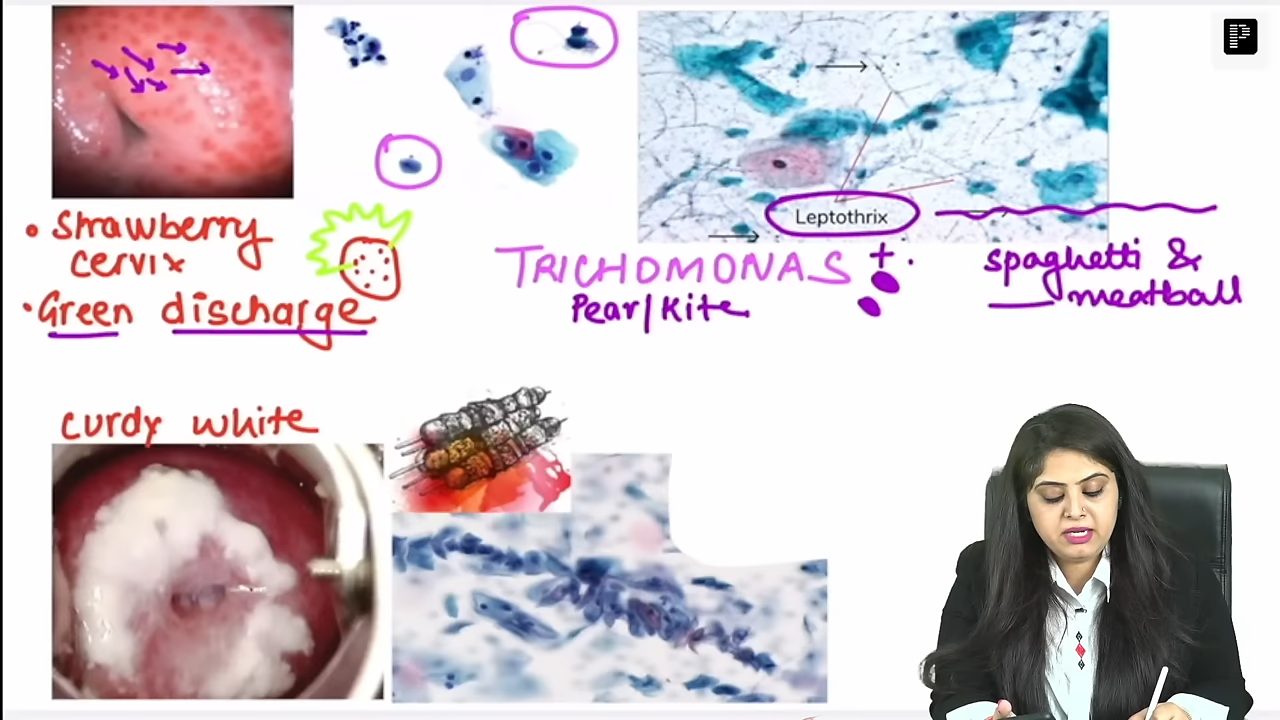 P
• Strawberry
cervix
• Green discharge
Leptothrix
TRICHOMONAS + .
Pear/Kite
spaghetti &
meatball
curdy white